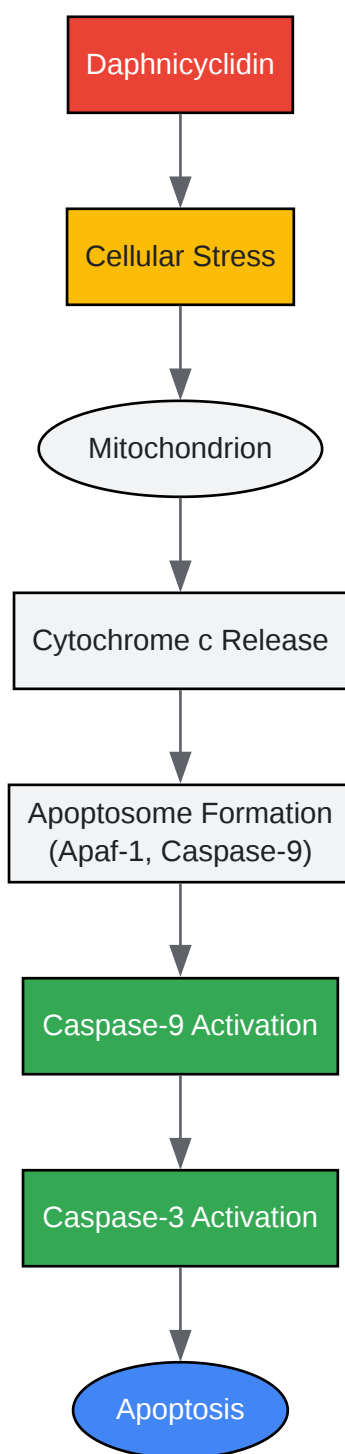 Daphnicyclidin
Cellular Stress
Mitochondrion
Cytochrome c Release
Apoptosome Formation
(Apaf-1, Caspase-9)
Caspase-9 Activation
Caspase-3 Activation
Apoptosis